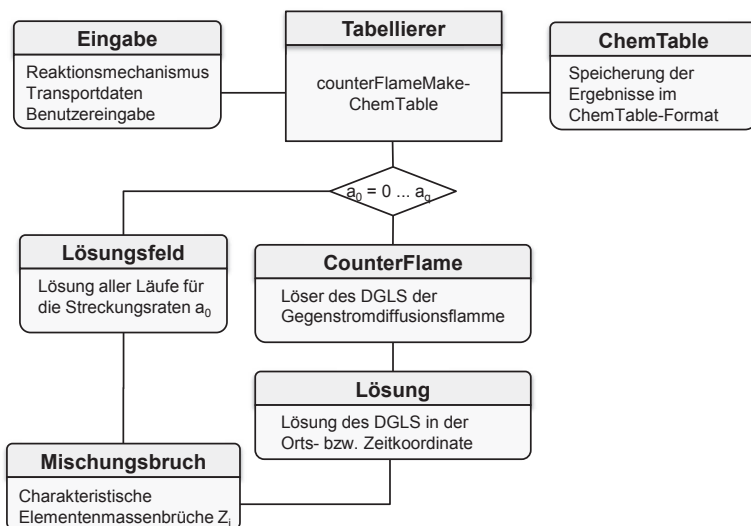 Eingabe
Reaktionsmechanismus
Transportdaten
Benutzereingabe
Tabellierer
counterFlameMake-
ChemTable
ChemTable
Speicherung der
Ergebnisse im
ChemTable-Format
a₀ = 0 ... a_q
Lösungsfeld
Lösung aller Läufe für
die Streckungsraten a₀
CounterFlame
Löser des DGLS der
Gegenstromdiffusionsflamme
Lösung
Lösung des DGLS in der
Orts- bzw. Zeitkoordinate
Mischungsbruch
Charakteristische
Elementenmassenbrüche Zᵢ